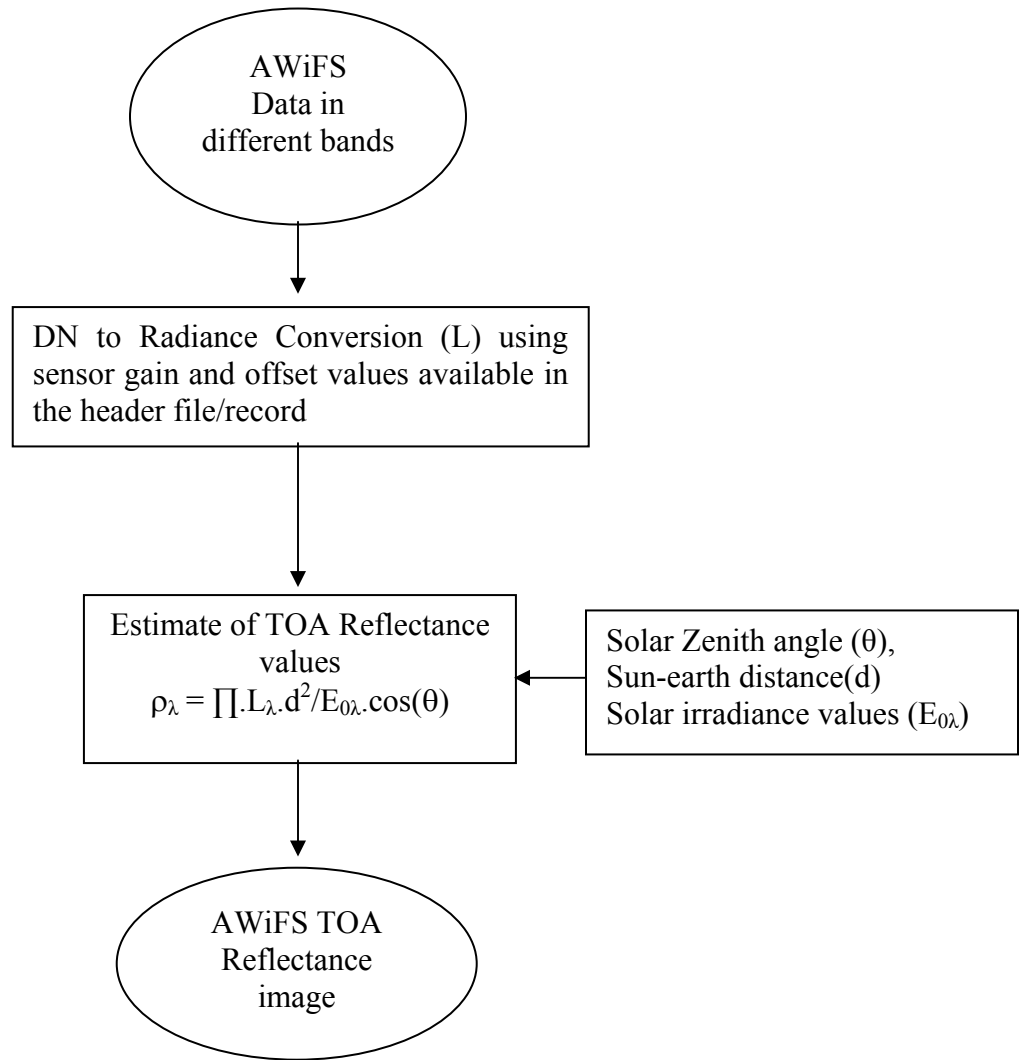 AWiFS
Data in
different bands
DN to Radiance Conversion (L) using
sensor gain and offset values available in
the header file/record
Estimate of TOA Reflectance
values
ρλ = ∏.Lλ.d²/E₀λ.cos(θ)
Solar Zenith angle (θ),
Sun-earth distance(d)
Solar irradiance values (E₀λ)
AWiFS TOA
Reflectance
image